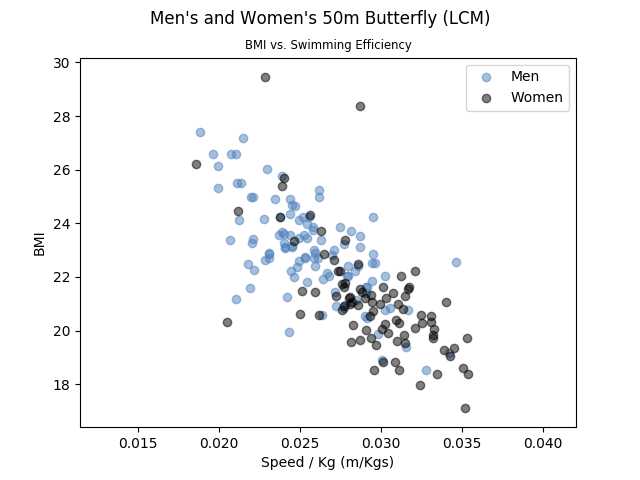 Men's and Women's 50m Butterfly (LCM)
BMI vs. Swimming Efficiency
Men
Women
BMI
30
28
26
24
22
20
18
0.015 0.020 0.025 0.030 0.035 0.040
Speed / Kg (m/Kgs)